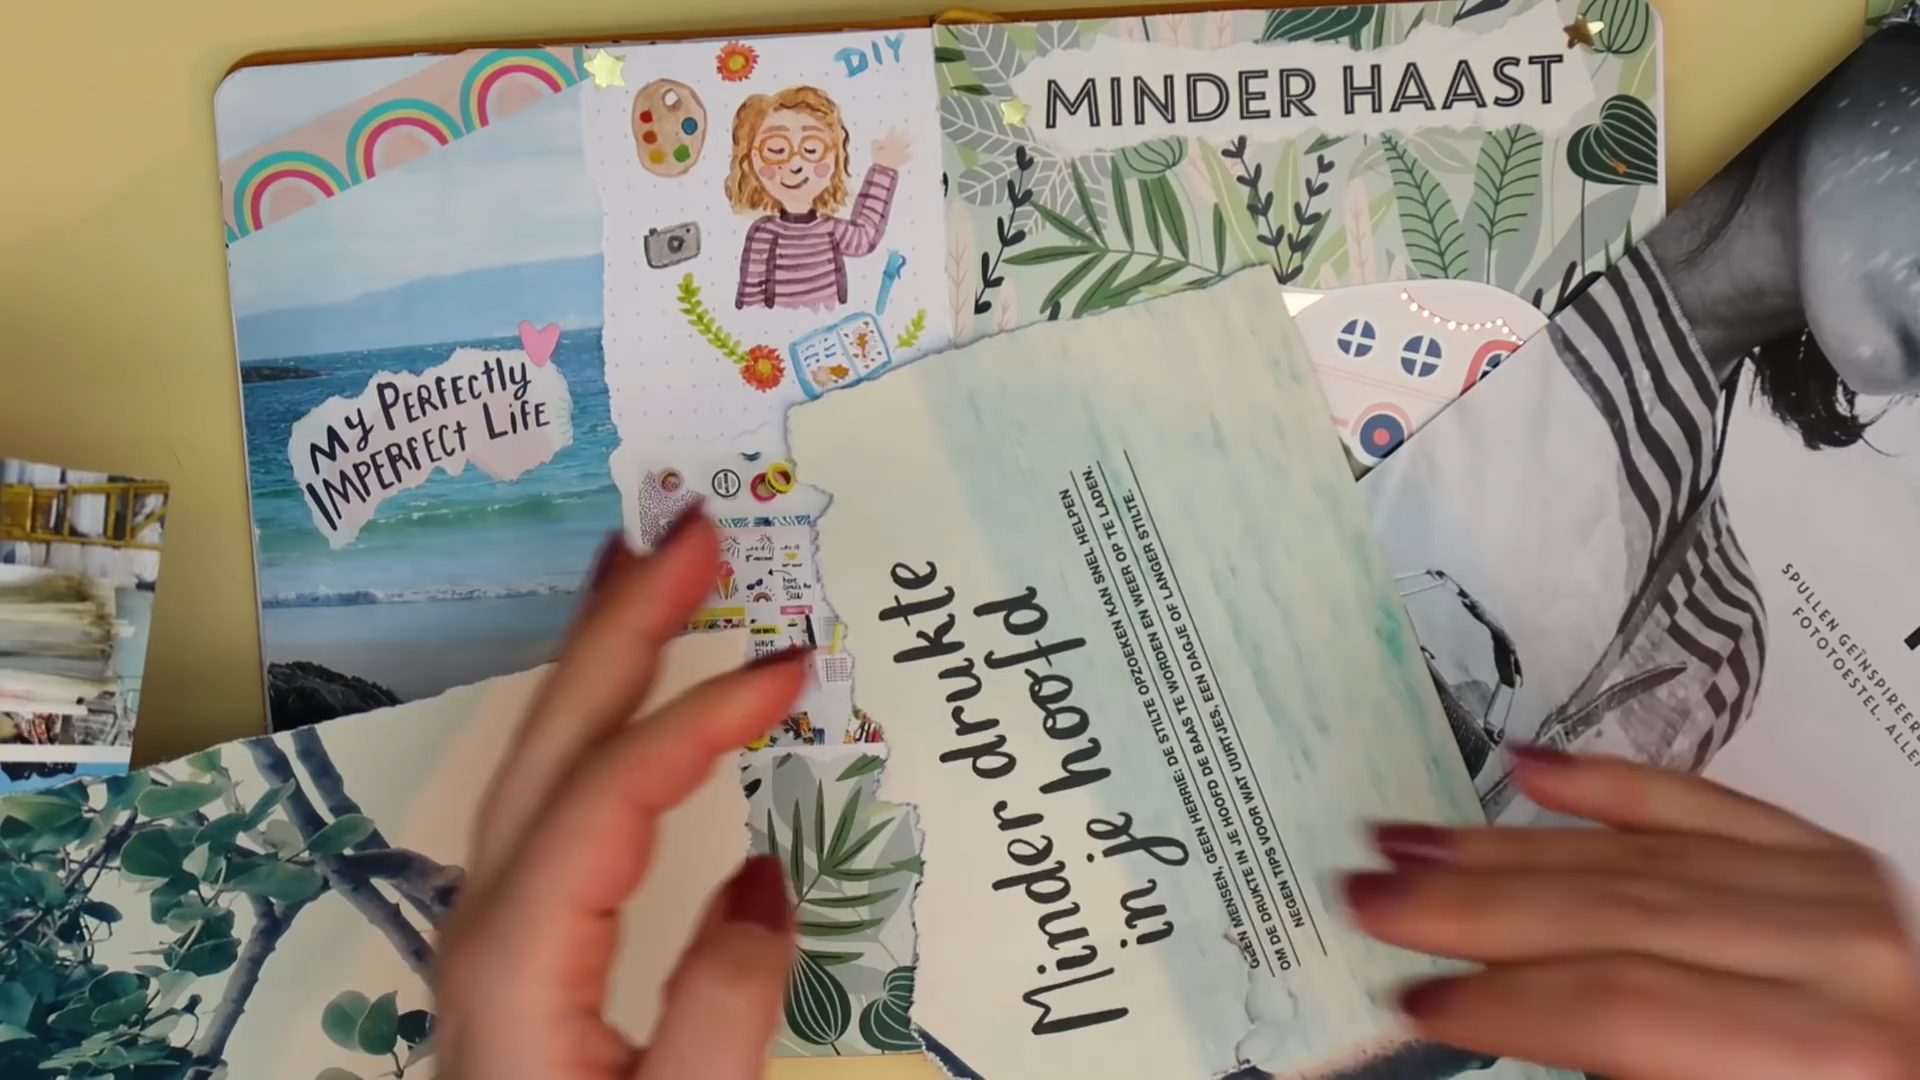 DIY
MINDER HAAST
My PERFEctly
IMPERFEct LifE
Minder drukte
in je hoofd
GEEN MENSEN, GEEN HERRIE: DE STILTE OPZOEKEN KAN SNEL HELPEN
OM DE DRUKTE IN JE HOOFD DE BAAS TE WORDEN EN WEER OP TE LADEN.
NEGEN TIPS VOOR WAT UURTJES, EEN DAGJE OF LANGER STILTE.
SPULLEN GEÏNSPIREER
FOTOTOESTEL. ALLE
HAVE